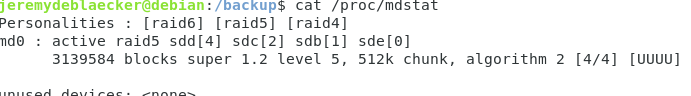 jeremydeblaecker@debian:/backup$ cat /proc/mdstat
Personalities : [raid6] [raid5] [raid4]
md0 : active raid5 sdd[4] sdc[2] sdb[1] sde[0]
      3139584 blocks super 1.2 level 5, 512k chunk, algorithm 2 [4/4] [UUUU]
unused devices: <none>